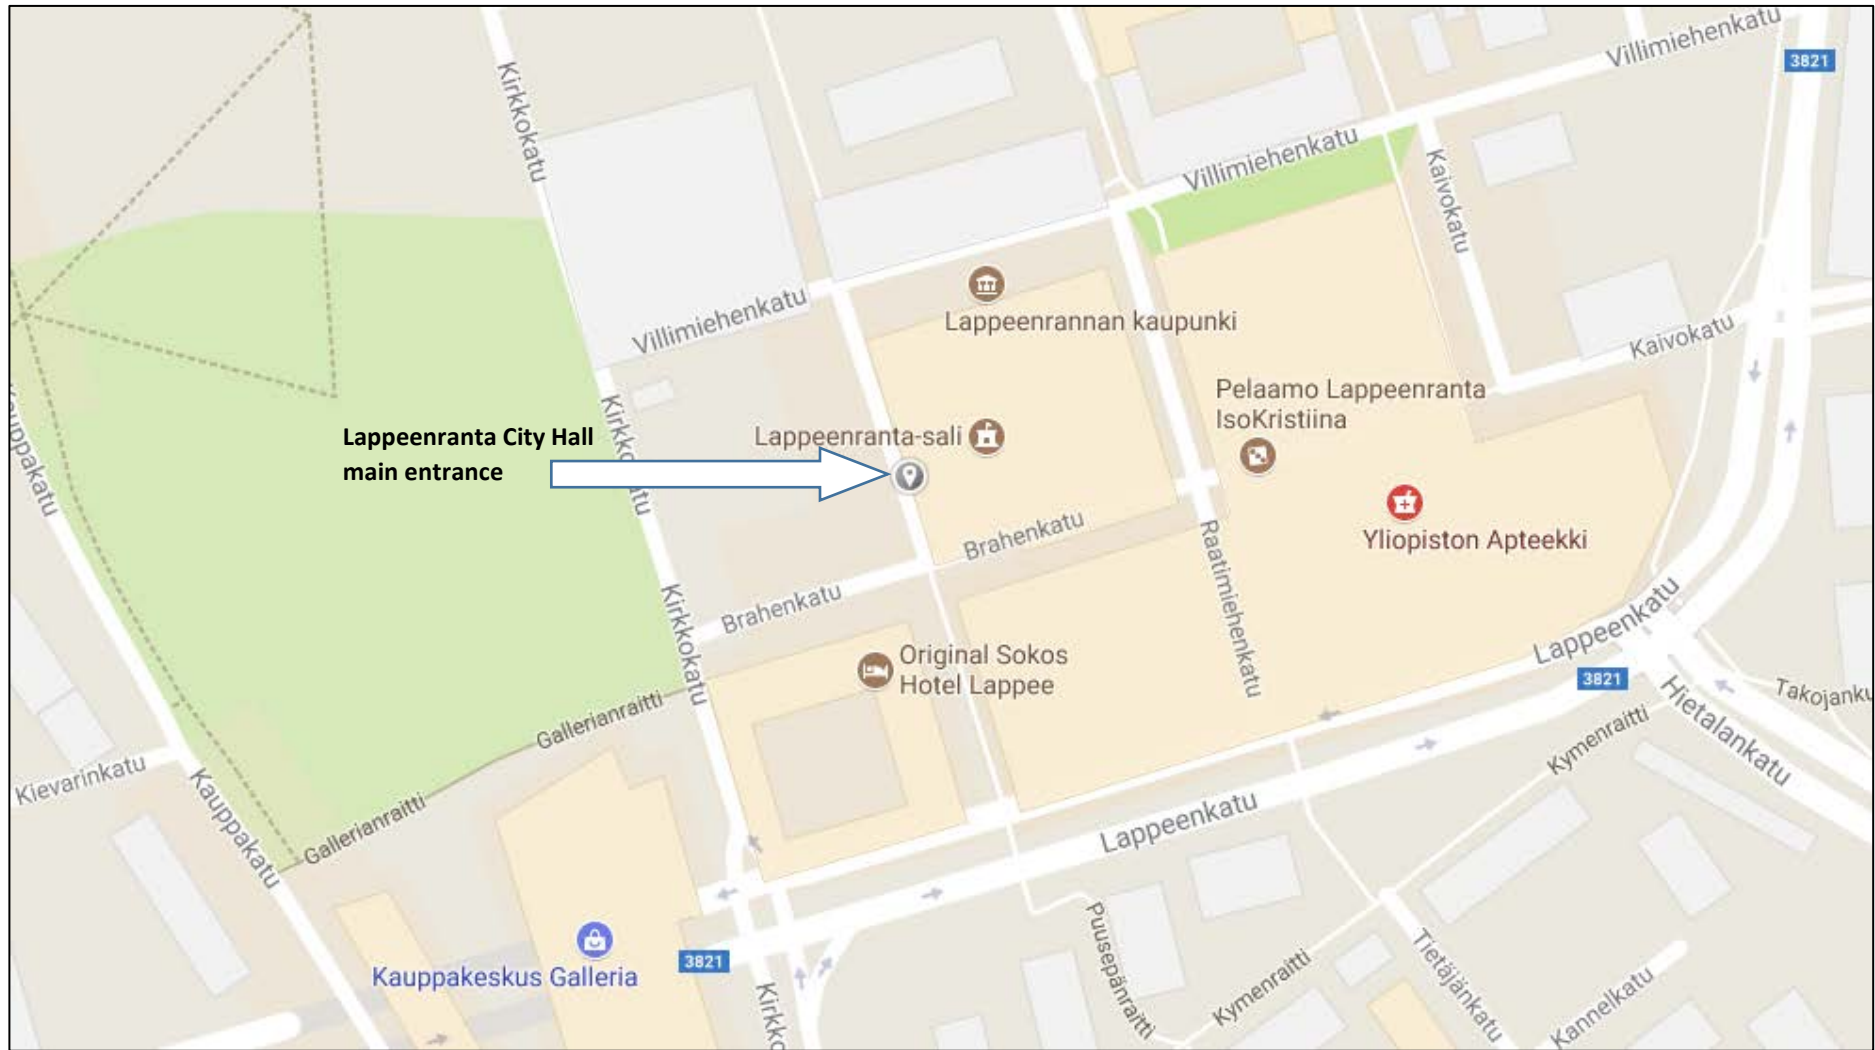 Kirkkokatu
Villimiehenkatu
3821
Villimiehenkatu
Kaivokatu
Villimiehenkatu
Lappeenrannan kaupunki
Kaivokatu
Pelaamo Lappeenranta
IsoKristiina
Kauppakatu
Lappeenranta City Hall
main entrance
Kirkkokatu
Lappeenranta-sali
Yliopiston Apteekki
Brahenkatu
Raatimiehenkatu
Brahenkatu
Kirkkokatu
Lappeenkatu
Original Sokos
Hotel Lappee
3821
Hietalankatu
Takojanku
Gallerianraitti
Kymenraitti
Kievarinkatu
Kauppakatu
Gallerianraitti
Lappeenkatu
Kauppakeskus Galleria
3821
Kirkko
Puusepänraitti
Kymenraitti
Tietäjänkatu
Kannelkatu